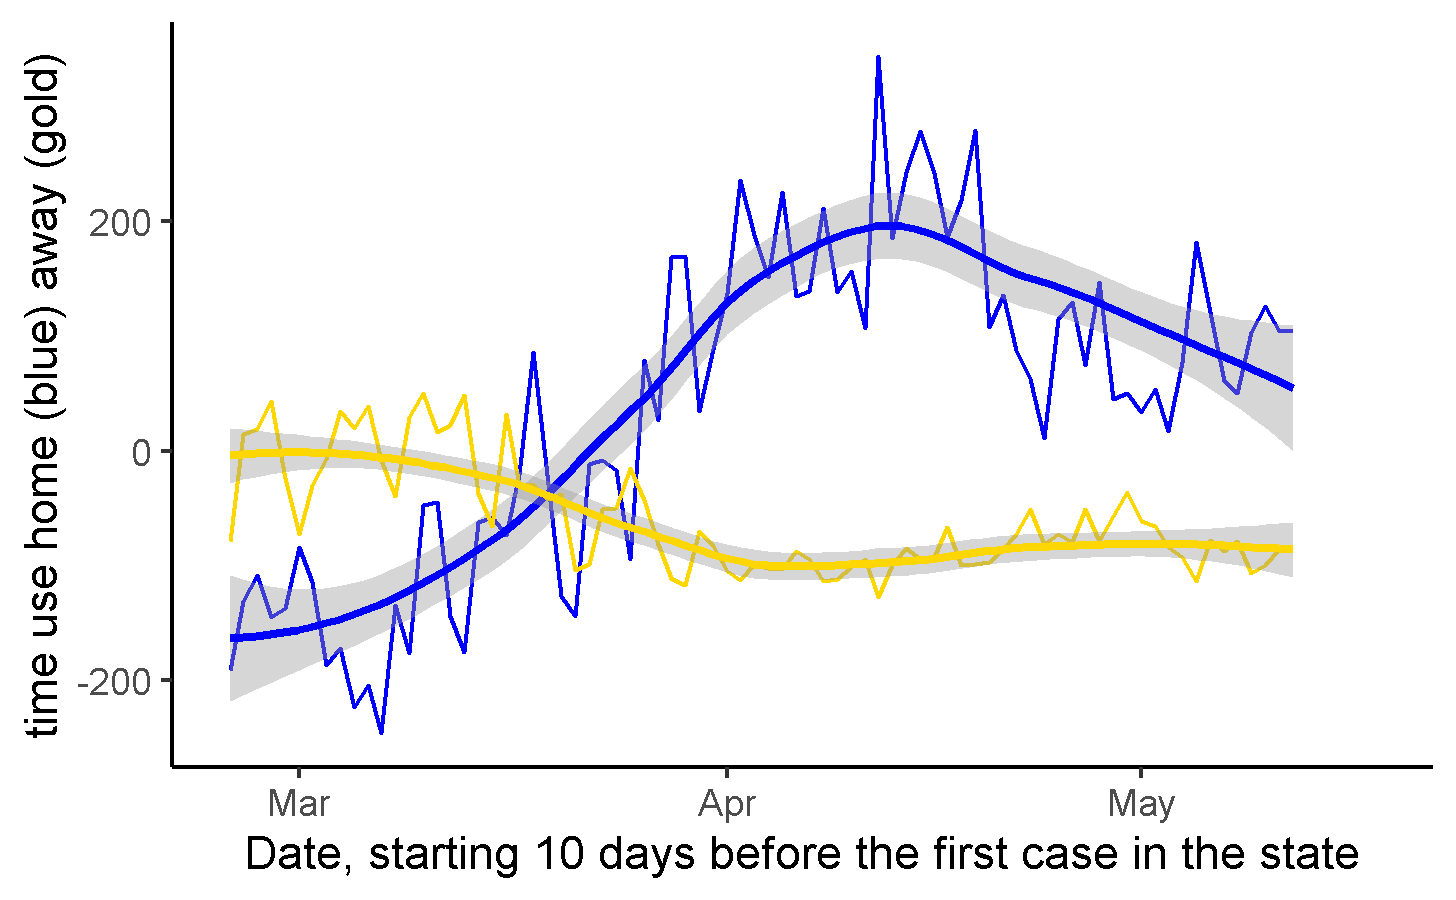 time use home (blue) away (gold)
200
0
-200
Mar Apr May
Date, starting 10 days before the first case in the state